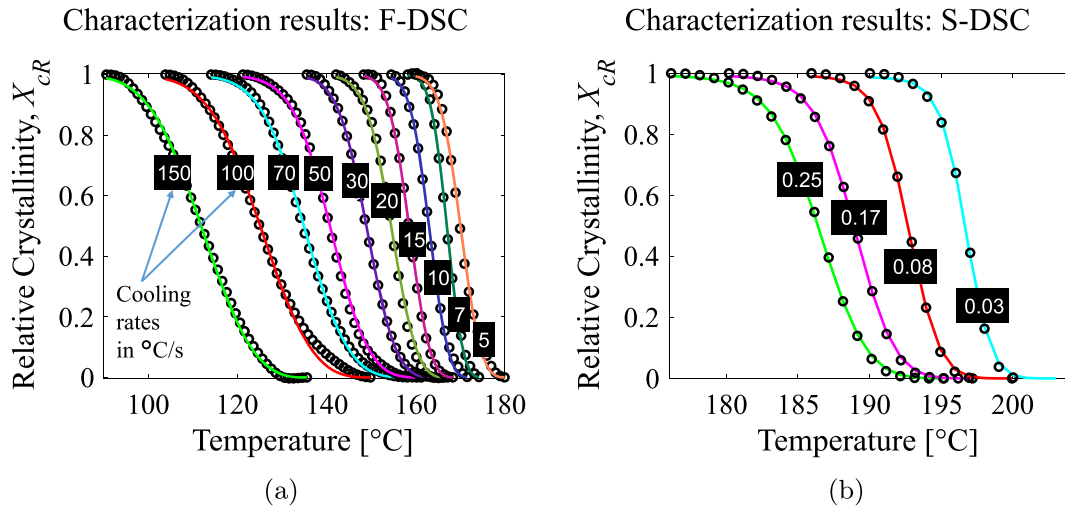 Characterization results: F-DSC
Relative Crystallinity, X_cR
1
0.8
0.6
0.4
0.2
0
150
100
70
50
30
20
15
10
7
5
Cooling
rates
in °C/s
100 120 140 160 180
Temperature [°C]
(a)
Characterization results: S-DSC
Relative Crystallinity, X_cR
1
0.8
0.6
0.4
0.2
0
0.25
0.17
0.08
0.03
180 185 190 195 200
Temperature [°C]
(b)